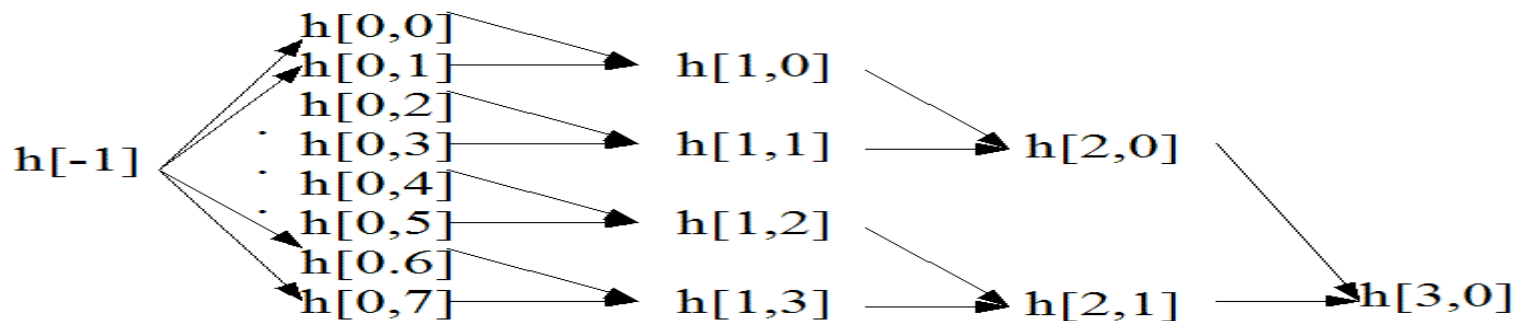 h[-1]
h[0,0]
h[0,1]
h[0,2]
h[0,3]
h[0,4]
h[0,5]
h[0.6]
h[0,7]
h[1,0]
h[1,1]
h[1,2]
h[1,3]
h[2,0]
h[2,1]
h[3,0]